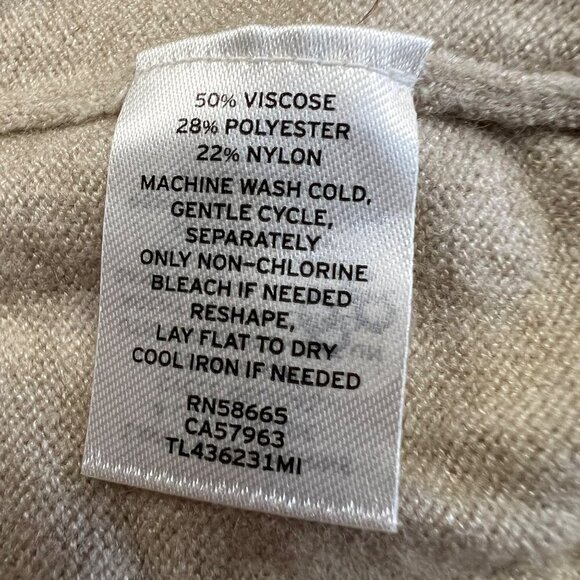 50% VISCOSE
28% POLYESTER
22% NYLON
MACHINE WASH COLD,
GENTLE CYCLE,
SEPARATELY
ONLY NON-CHLORINE
BLEACH IF NEEDED
RESHAPE,
LAY FLAT TO DRY
COOL IRON IF NEEDED
RN58665
CA57963
TL436231MI